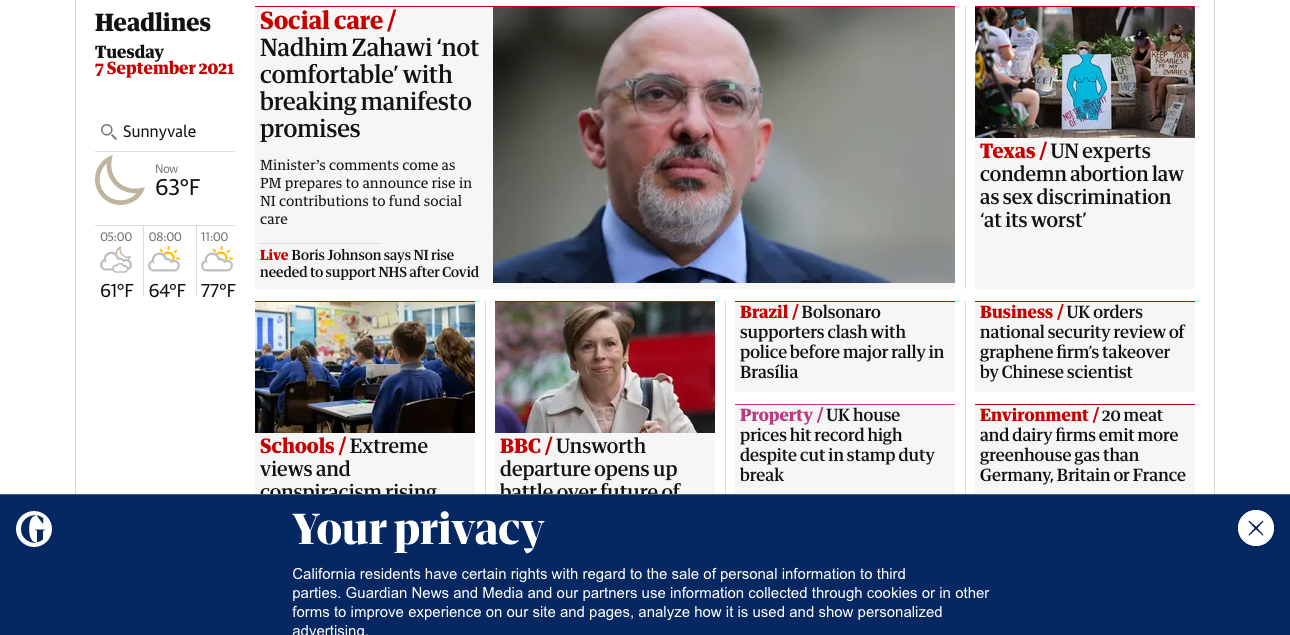 Headlines
Tuesday
7 September 2021
Sunnyvale
Now
63°F
05:00
08:00
11:00
61°F
64°F
77°F
Social care /
Nadhim Zahawi ‘not
comfortable’ with
breaking manifesto
promises
Minister’s comments come as
PM prepares to announce rise in
NI contributions to fund social
care
Live Boris Johnson says NI rise
needed to support NHS after Covid
Texas / UN experts
condemn abortion law
as sex discrimination
‘at its worst’
Schools / Extreme
views and
conspiracism rising
BBC / Unsworth
departure opens up
battle over future of
Brazil / Bolsonaro
supporters clash with
police before major rally in
Brasília
Property / UK house
prices hit record high
despite cut in stamp duty
break
Business / UK orders
national security review of
graphene firm’s takeover
by Chinese scientist
Environment / 20 meat
and dairy firms emit more
greenhouse gas than
Germany, Britain or France
Your privacy
California residents have certain rights with regard to the sale of personal information to third
parties. Guardian News and Media and our partners use information collected through cookies or in other
forms to improve experience on our site and pages, analyze how it is used and show personalized
advertising.